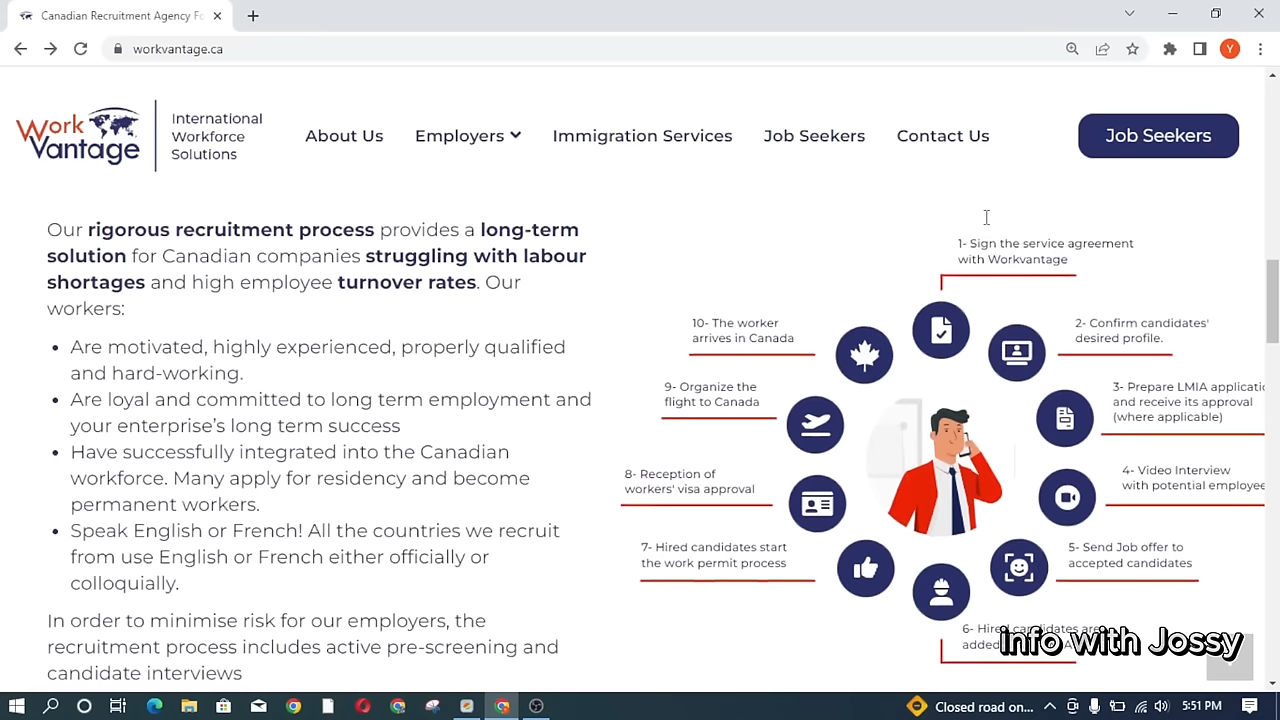 Canadian Recruitment Agency Fo
workvantage.ca
Y
Work
Vantage
International
Workforce
Solutions
About Us
Employers
Immigration Services
Job Seekers
Contact Us
Job Seekers
Our rigorous recruitment process provides a long-term
solution for Canadian companies struggling with labour
shortages and high employee turnover rates. Our
workers:
Are motivated, highly experienced, properly qualified
and hard-working.
Are loyal and committed to long term employment and
your enterprise's long term success
Have successfully integrated into the Canadian
workforce. Many apply for residency and become
permanent workers.
Speak English or French! All the countries we recruit
from use English or French either officially or
colloquially.
In order to minimise risk for our employers, the
recruitment process includes active pre-screening and
candidate interviews
1- Sign the service agreement
with Workvantage
2- Confirm candidates'
desired profile.
3- Prepare LMIA applicatio
and receive its approval
(where applicable)
4- Video Interview
with potential employee
5- Send Job offer to
accepted candidates
6- Hired candidates are
added
7- Hired candidates start
the work permit process
8- Reception of
workers' visa approval
9- Organize the
flight to Canada
10- The worker
arrives in Canada
info with Jossy
Closed road on...
5:51 PM